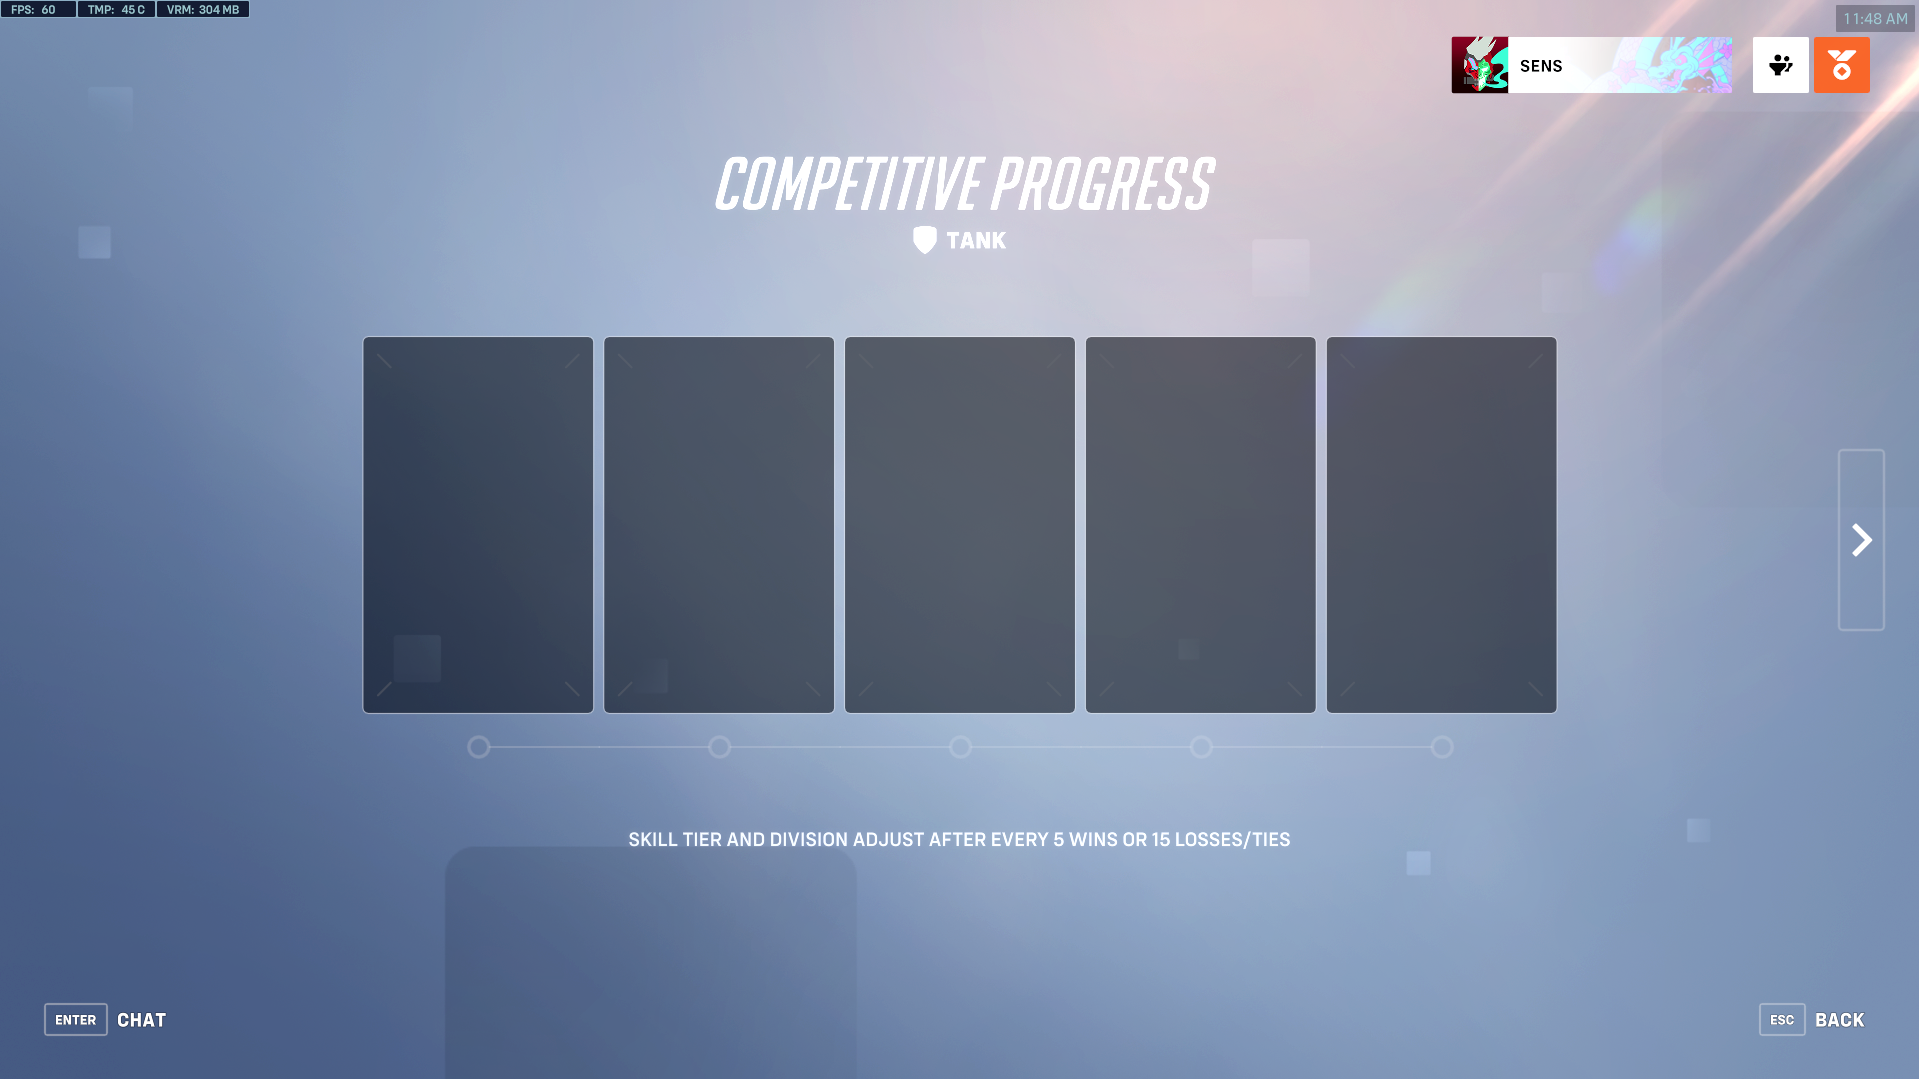 FPS: 60 TMP: 45 C VRM: 304 MB
11:48 AM
SENS
COMPETITIVE PROGRESS
TANK
SKILL TIER AND DIVISION ADJUST AFTER EVERY 5 WINS OR 15 LOSSES/TIES
ENTER CHAT
ESC BACK